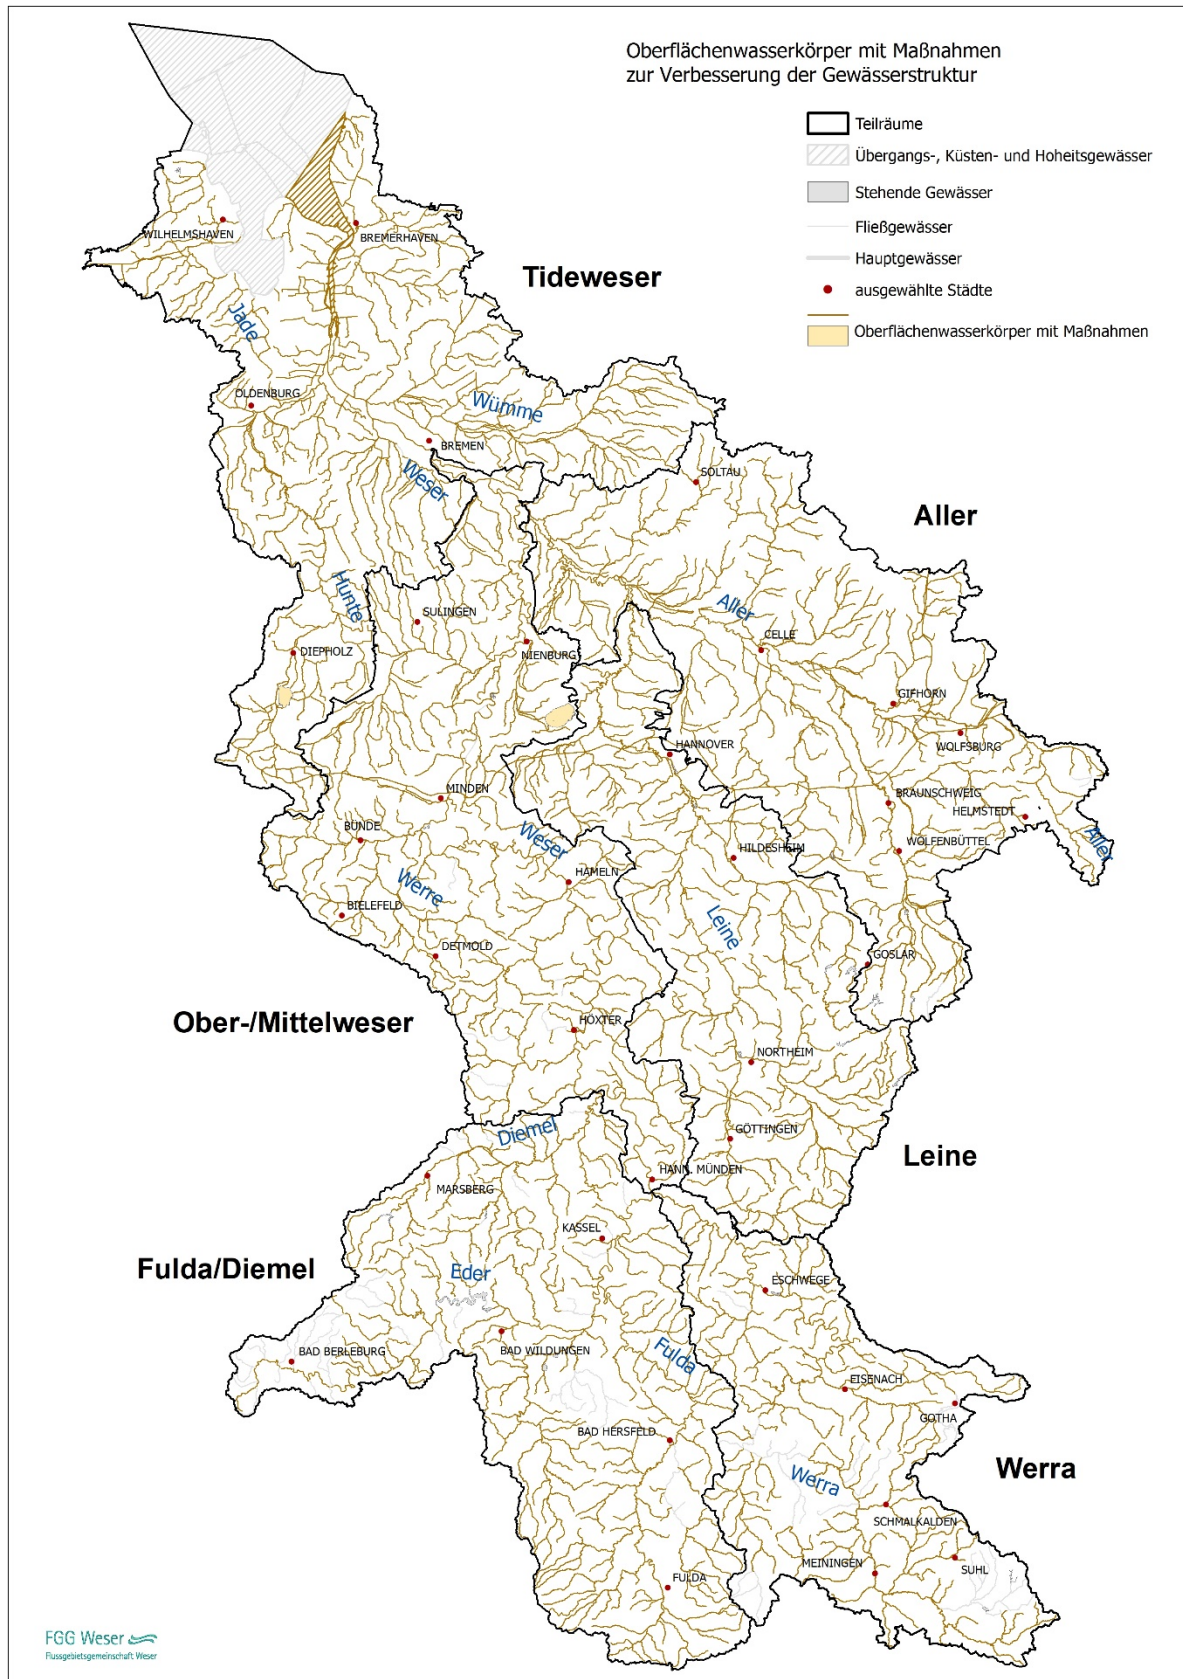 Oberflächenwasserkörper mit Maßnahmen
zur Verbesserung der Gewässerstruktur
Teilräume
Übergangs-, Küsten- und Hoheitsgewässer
Stehende Gewässer
Fließgewässer
Hauptgewässer
ausgewählte Städte
Oberflächenwasserkörper mit Maßnahmen
WILHELMSHAVEN
BREMERHAVEN
Tideweser
Jade
OLDENBURG
Wümme
BREMEN
Weser
SOLTAU
Aller
Hunte
SULINGEN
Aller
CELLE
DIEPHOLZ
NIENBURG
GIFHORN
WOLFSBURG
HANNOVER
MINDEN
BRAUNSCHWEIG
HELMSTEDT
BÜNDE
Weser
WOLFENBÜTTEL
Aller
HILDESHEIM
HAMELN
Werre
BIELEFELD
Leine
DETMOLD
GOSLAR
Ober-/Mittelweser
HÖXTER
NORTHEIM
Diemel
GÖTTINGEN
Leine
HANN. MÜNDEN
MARSBERG
KASSEL
Fulda/Diemel
Eder
ESCHWEGE
BAD BERLEBURG
BAD WILDUNGEN
Fulda
EISENACH
GOTHA
BAD HERSFELD
Werra
Werra
SCHMALKALDEN
MEININGEN
SUHL
FULDA
FGG Weser
Flussgebietsgemeinschaft Weser